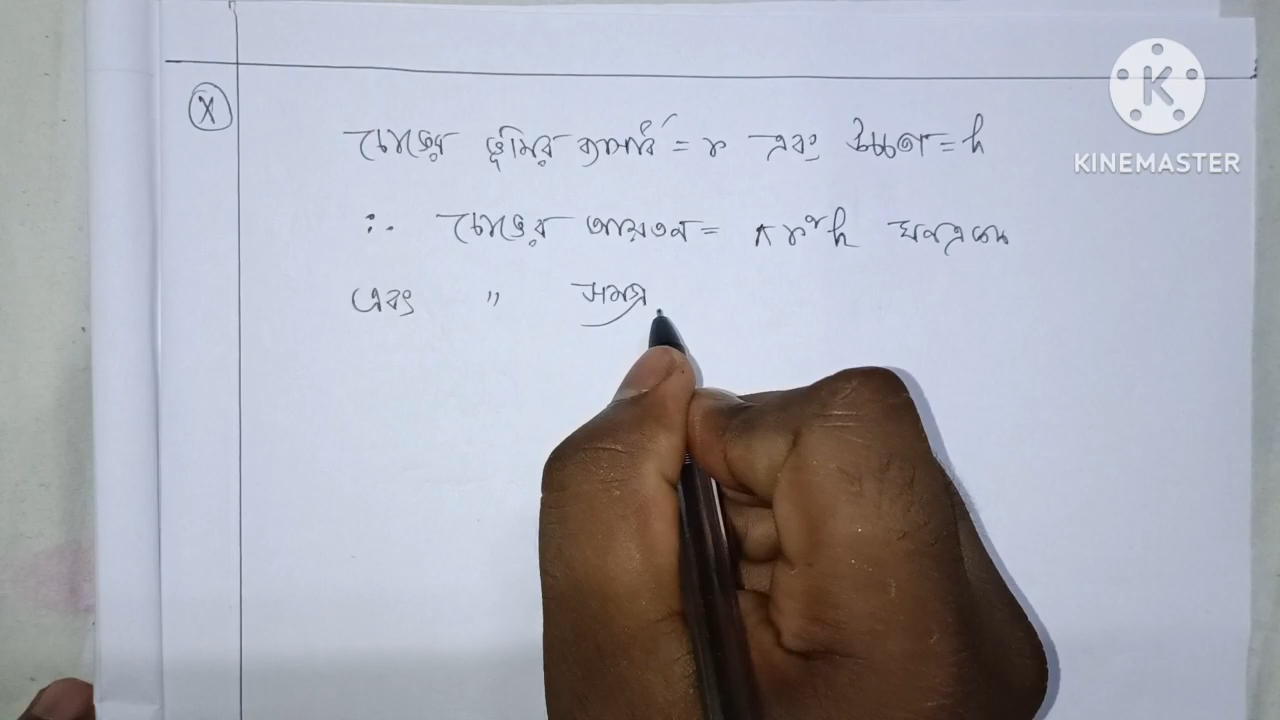 X
চোঙের ভূমির ব্যাসার্ধ = r এবং উচ্চতা = h
K
KINEMASTER
∴ চোঙের আয়তন = πr²h ঘনএকক
এবং " সমগ্র